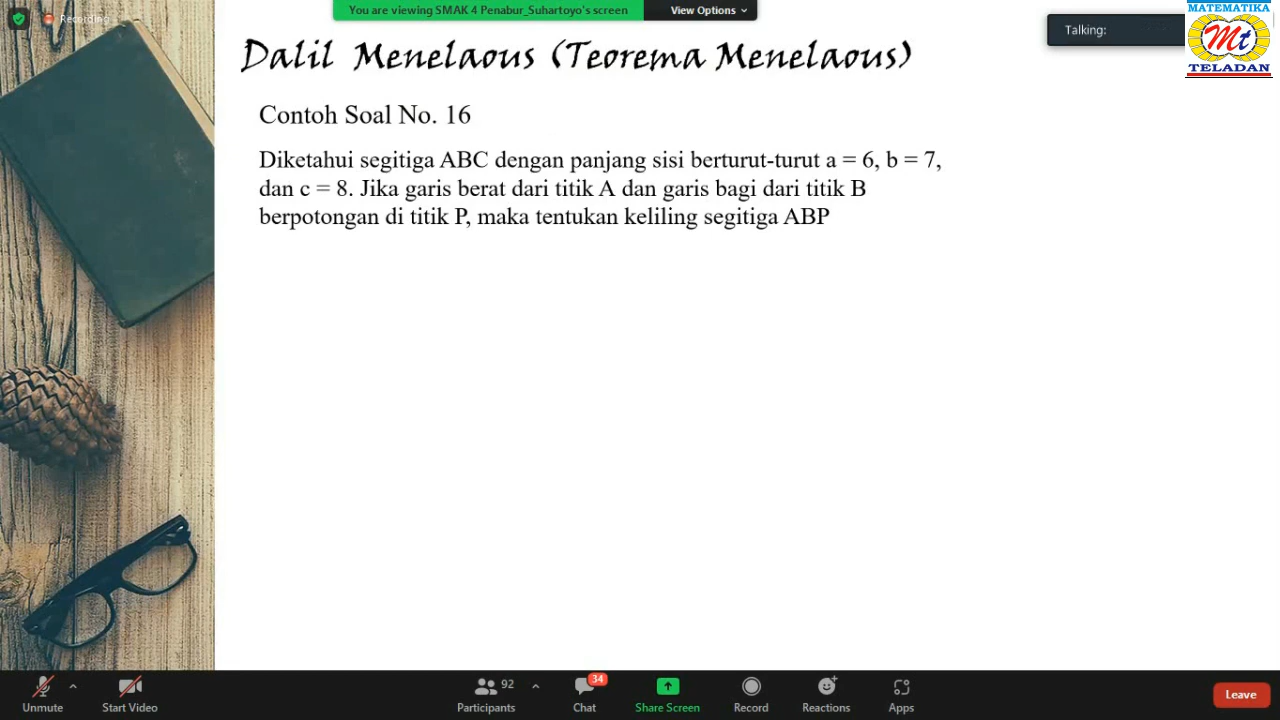 Recording
You are viewing SMAK 4 Penabur_Suhartoyo's screen
View Options
Talking:
MATEMATIKA
Mt
TELADAN
Dalil Menelaous (Teorema Menelaous)
Contoh Soal No. 16
Diketahui segitiga ABC dengan panjang sisi berturut-turut a = 6, b = 7,
dan c = 8. Jika garis berat dari titik A dan garis bagi dari titik B
berpotongan di titik P, maka tentukan keliling segitiga ABP
Unmute
Start Video
92
Participants
34
Chat
Share Screen
Record
Reactions
Apps
Leave